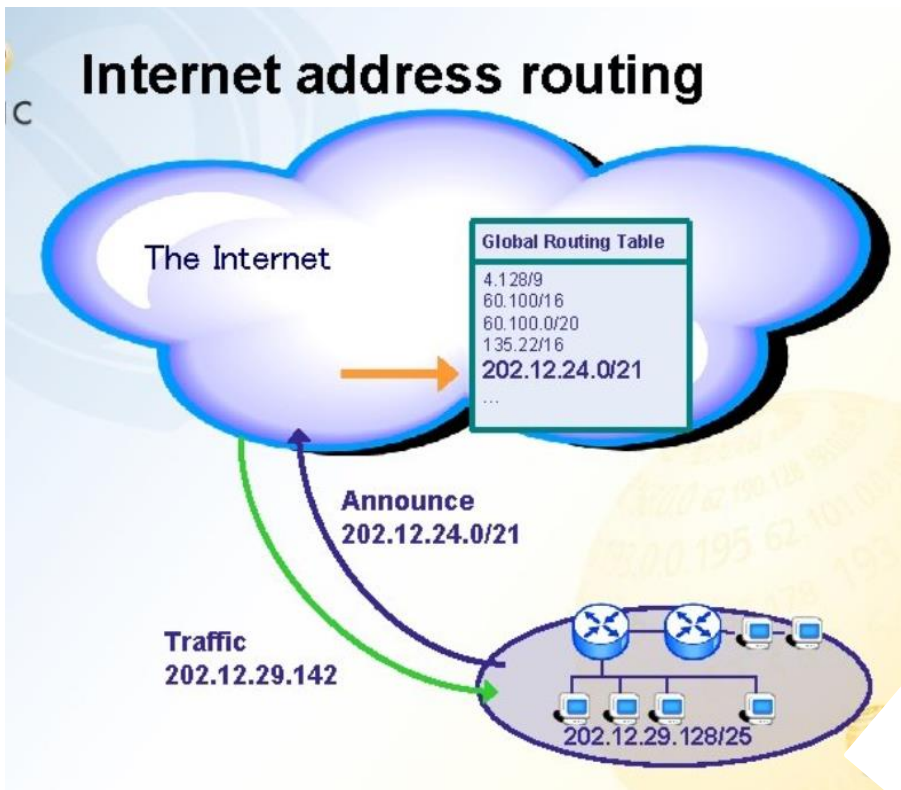 Internet address routing
IC
The Internet
Global Routing Table
4.128/9
60.100/16
60.100.0/20
135.22/16
202.12.24.0/21
...
Announce
202.12.24.0/21
Traffic
202.12.29.142
202.12.29.128/25